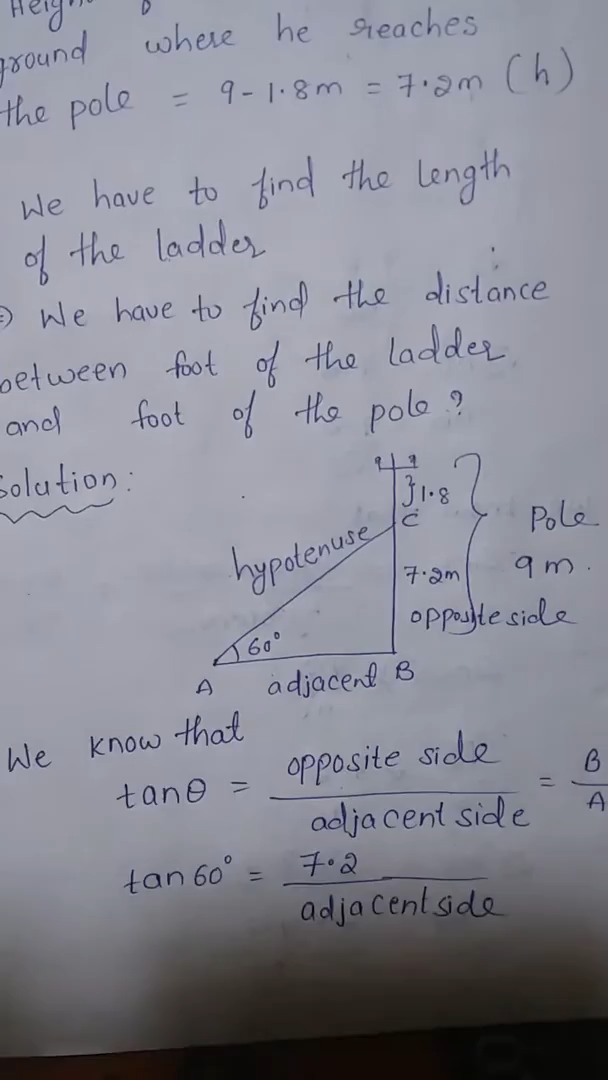 Height
ground where he reaches
the pole = 9 - 1.8m = 7.2m (h)
We have to find the length
of the ladder
We have to find the distance
between foot of the ladder
and foot of the pole ?
Solution:
1.8
C
hypotenuse
Pole
7.2m
9m.
opposite side
60°
A adjacent B
We know that
tanθ = opposite side / adjacent side = B / A
tan 60° = 7.2 / adjacent side